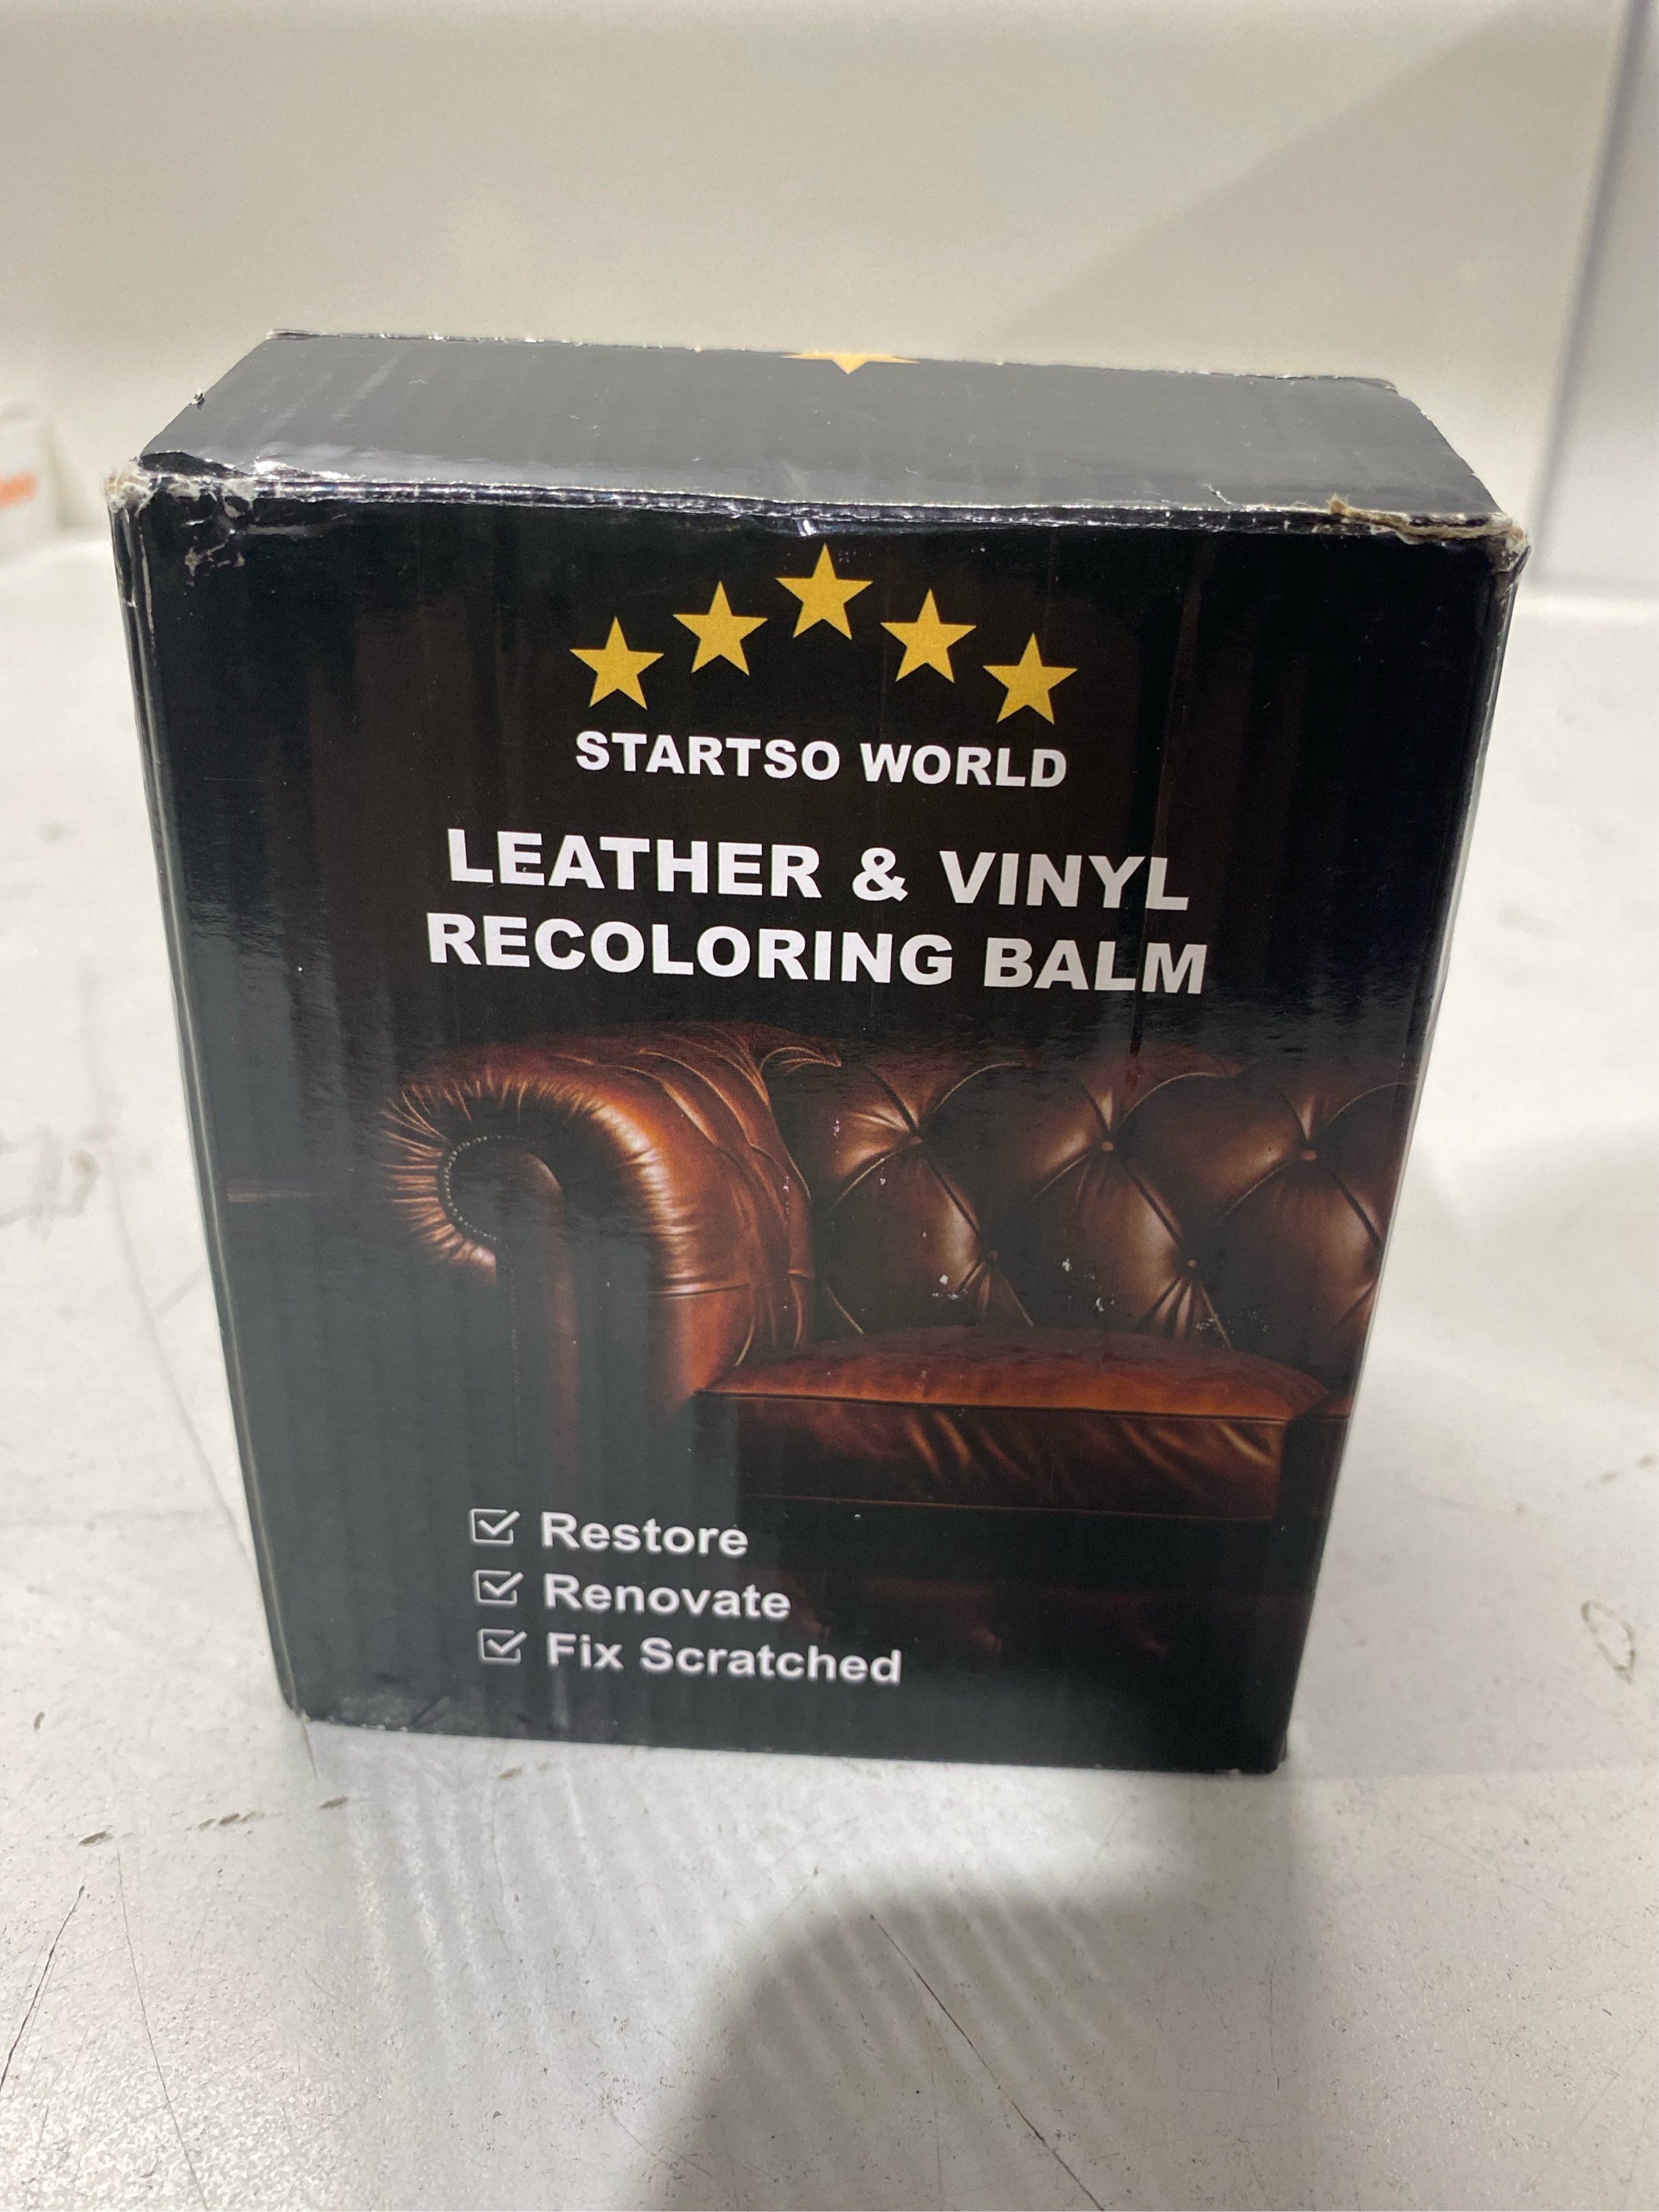 STARTSO WORLD
LEATHER & VINYL
RECOLORING BALM
Restore
Renovate
Fix Scratched